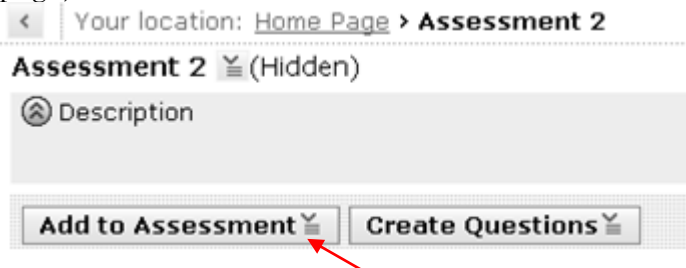 Your location: Home Page > Assessment 2
Assessment 2 (Hidden)
Description
Add to Assessment Create Questions